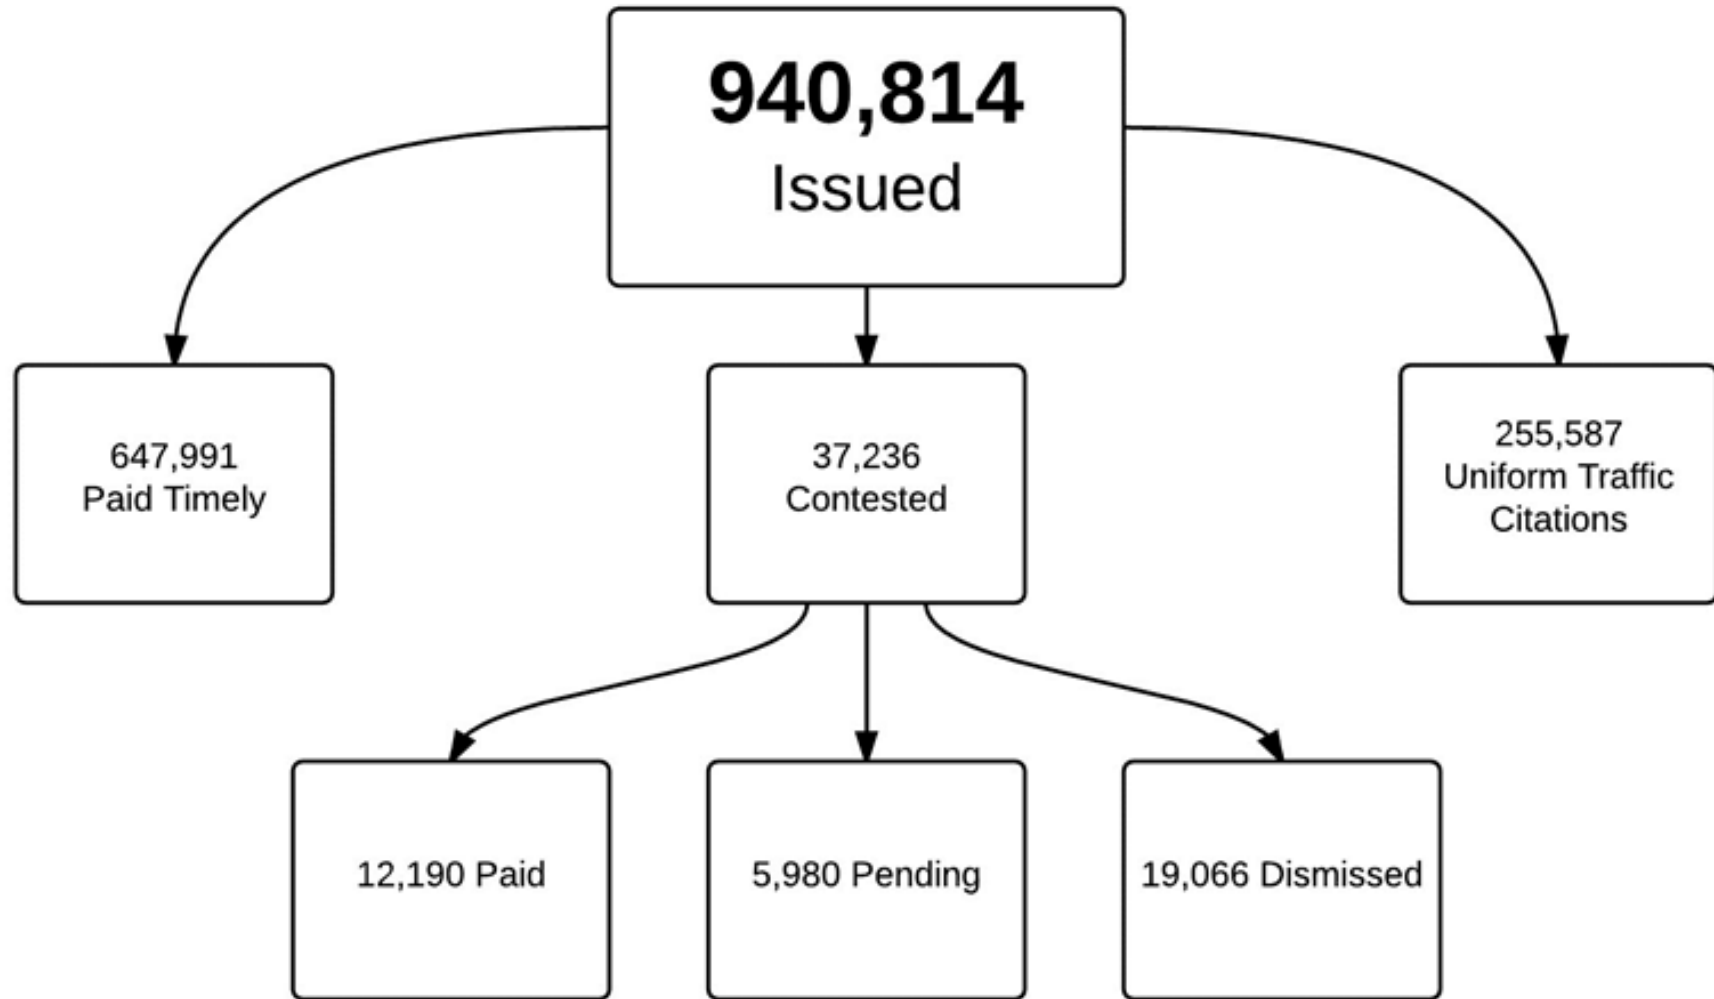 940,814
Issued
647,991
Paid Timely
37,236
Contested
255,587
Uniform Traffic
Citations
12,190 Paid
5,980 Pending
19,066 Dismissed